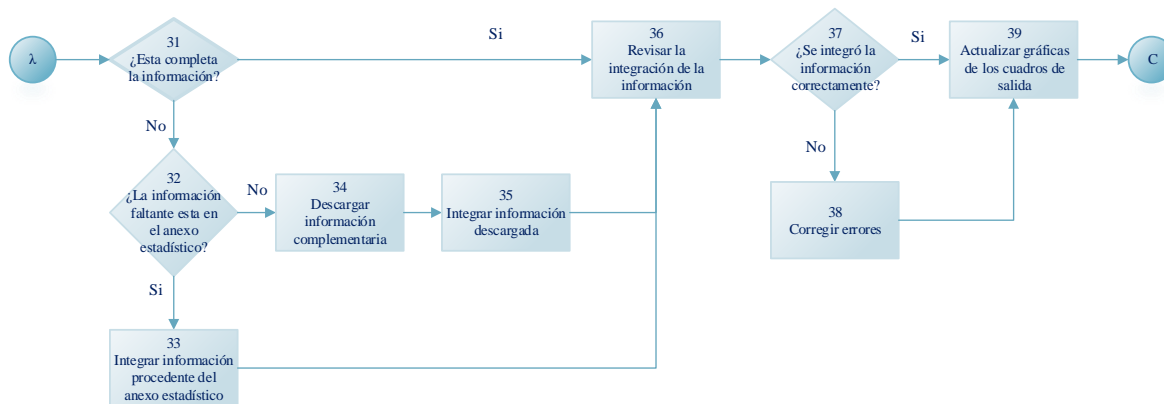 λ
31
¿Esta completa
la información?
Si
36
Revisar la
integración de la
información
37
¿Se integró la
información
correctamente?
Si
39
Actualizar gráficas
de los cuadros de
salida
C
No
32
¿La información
faltante esta en
el anexo
estadístico?
No
34
Descargar
información
complementaria
35
Integrar información
descargada
No
38
Corregir errores
Si
33
Integrar información
procedente del
anexo estadístico